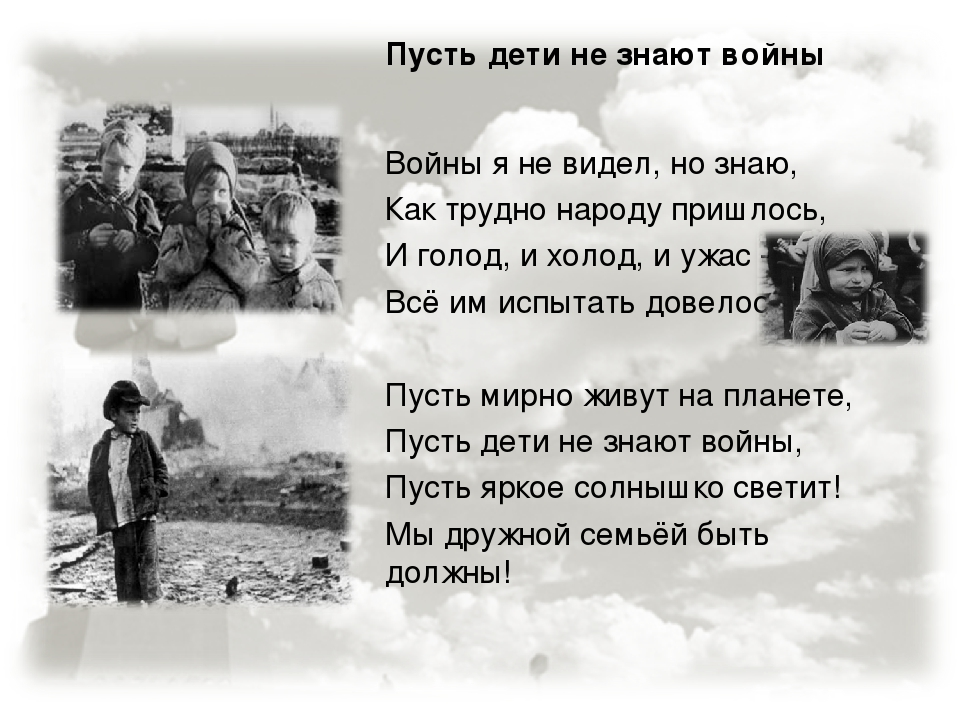 Пусть дети не знают войны
Войны я не видел, но знаю,
Как трудно народу пришлось,
И голод, и холод, и ужас
Всё им испытать довелос
Пусть мирно живут на планете,
Пусть дети не знают войны,
Пусть яркое солнышко светит!
Мы дружной семьёй быть
должны!